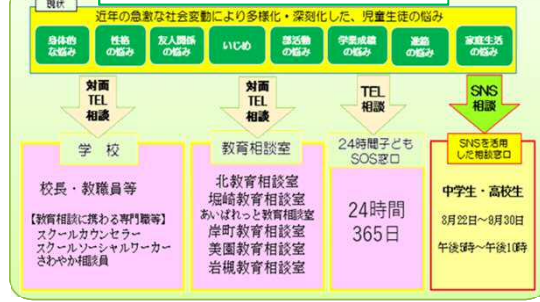 現状
近年の急激な社会変動により多様化・深刻化した、児童生徒の悩み
身体的な悩み
性格の悩み
友人関係の悩み
いじめ
部活動の悩み
学業成績の悩み
進路の悩み
家庭生活の悩み
対面
TEL
相談
対面
TEL
相談
TEL
相談
SNS
相談
学 校
校長・教職員等
【教育相談に携わる専門職等】
スクールカウンセラー
スクールソーシャルワーカー
さわやか相談員
教育相談室
北教育相談室
堀崎教育相談室
あいぱれっと教育相談室
岸町教育相談室
美園教育相談室
岩槻教育相談室
24時間子ども
SOS窓口
24時間
365日
SNSを活用
した相談窓口
中学生・高校生
8月22日～9月30日
午後5時～午後10時